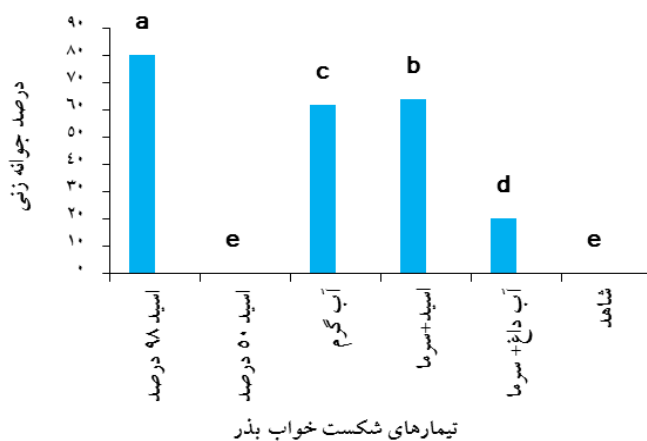 درصد جوانه زنی
۹۰
۸۰
۷۰
۶۰
۵۰
۴۰
۳۰
۲۰
۱۰
۰
a
e
c
b
d
e
اسید ۹۸ درصد
اسید ۵۰ درصد
آب گرم
اسید+سرما
آب داغ+ سرما
شاهد
تیمارهای شکست خواب بذر